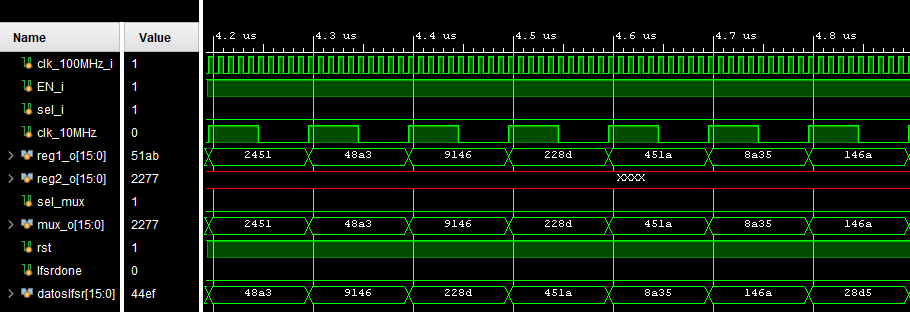 Name Value 4.2 us 4.3 us 4.4 us 4.5 us 4.6 us 4.7 us 4.8 us
clk_100MHz_i 1
EN_i 1
sel_i 1
clk_10MHz 0
reg1_o[15:0] 51ab 2451 48a3 9146 228d 451a 8a35 146a
reg2_o[15:0] 2277 XXXX
sel_mux 1
mux_o[15:0] 2277 2451 48a3 9146 228d 451a 8a35 146a
rst 1
lfsrdone 0
datoslfsr[15:0] 44ef 48a3 9146 228d 451a 8a35 146a 28d5